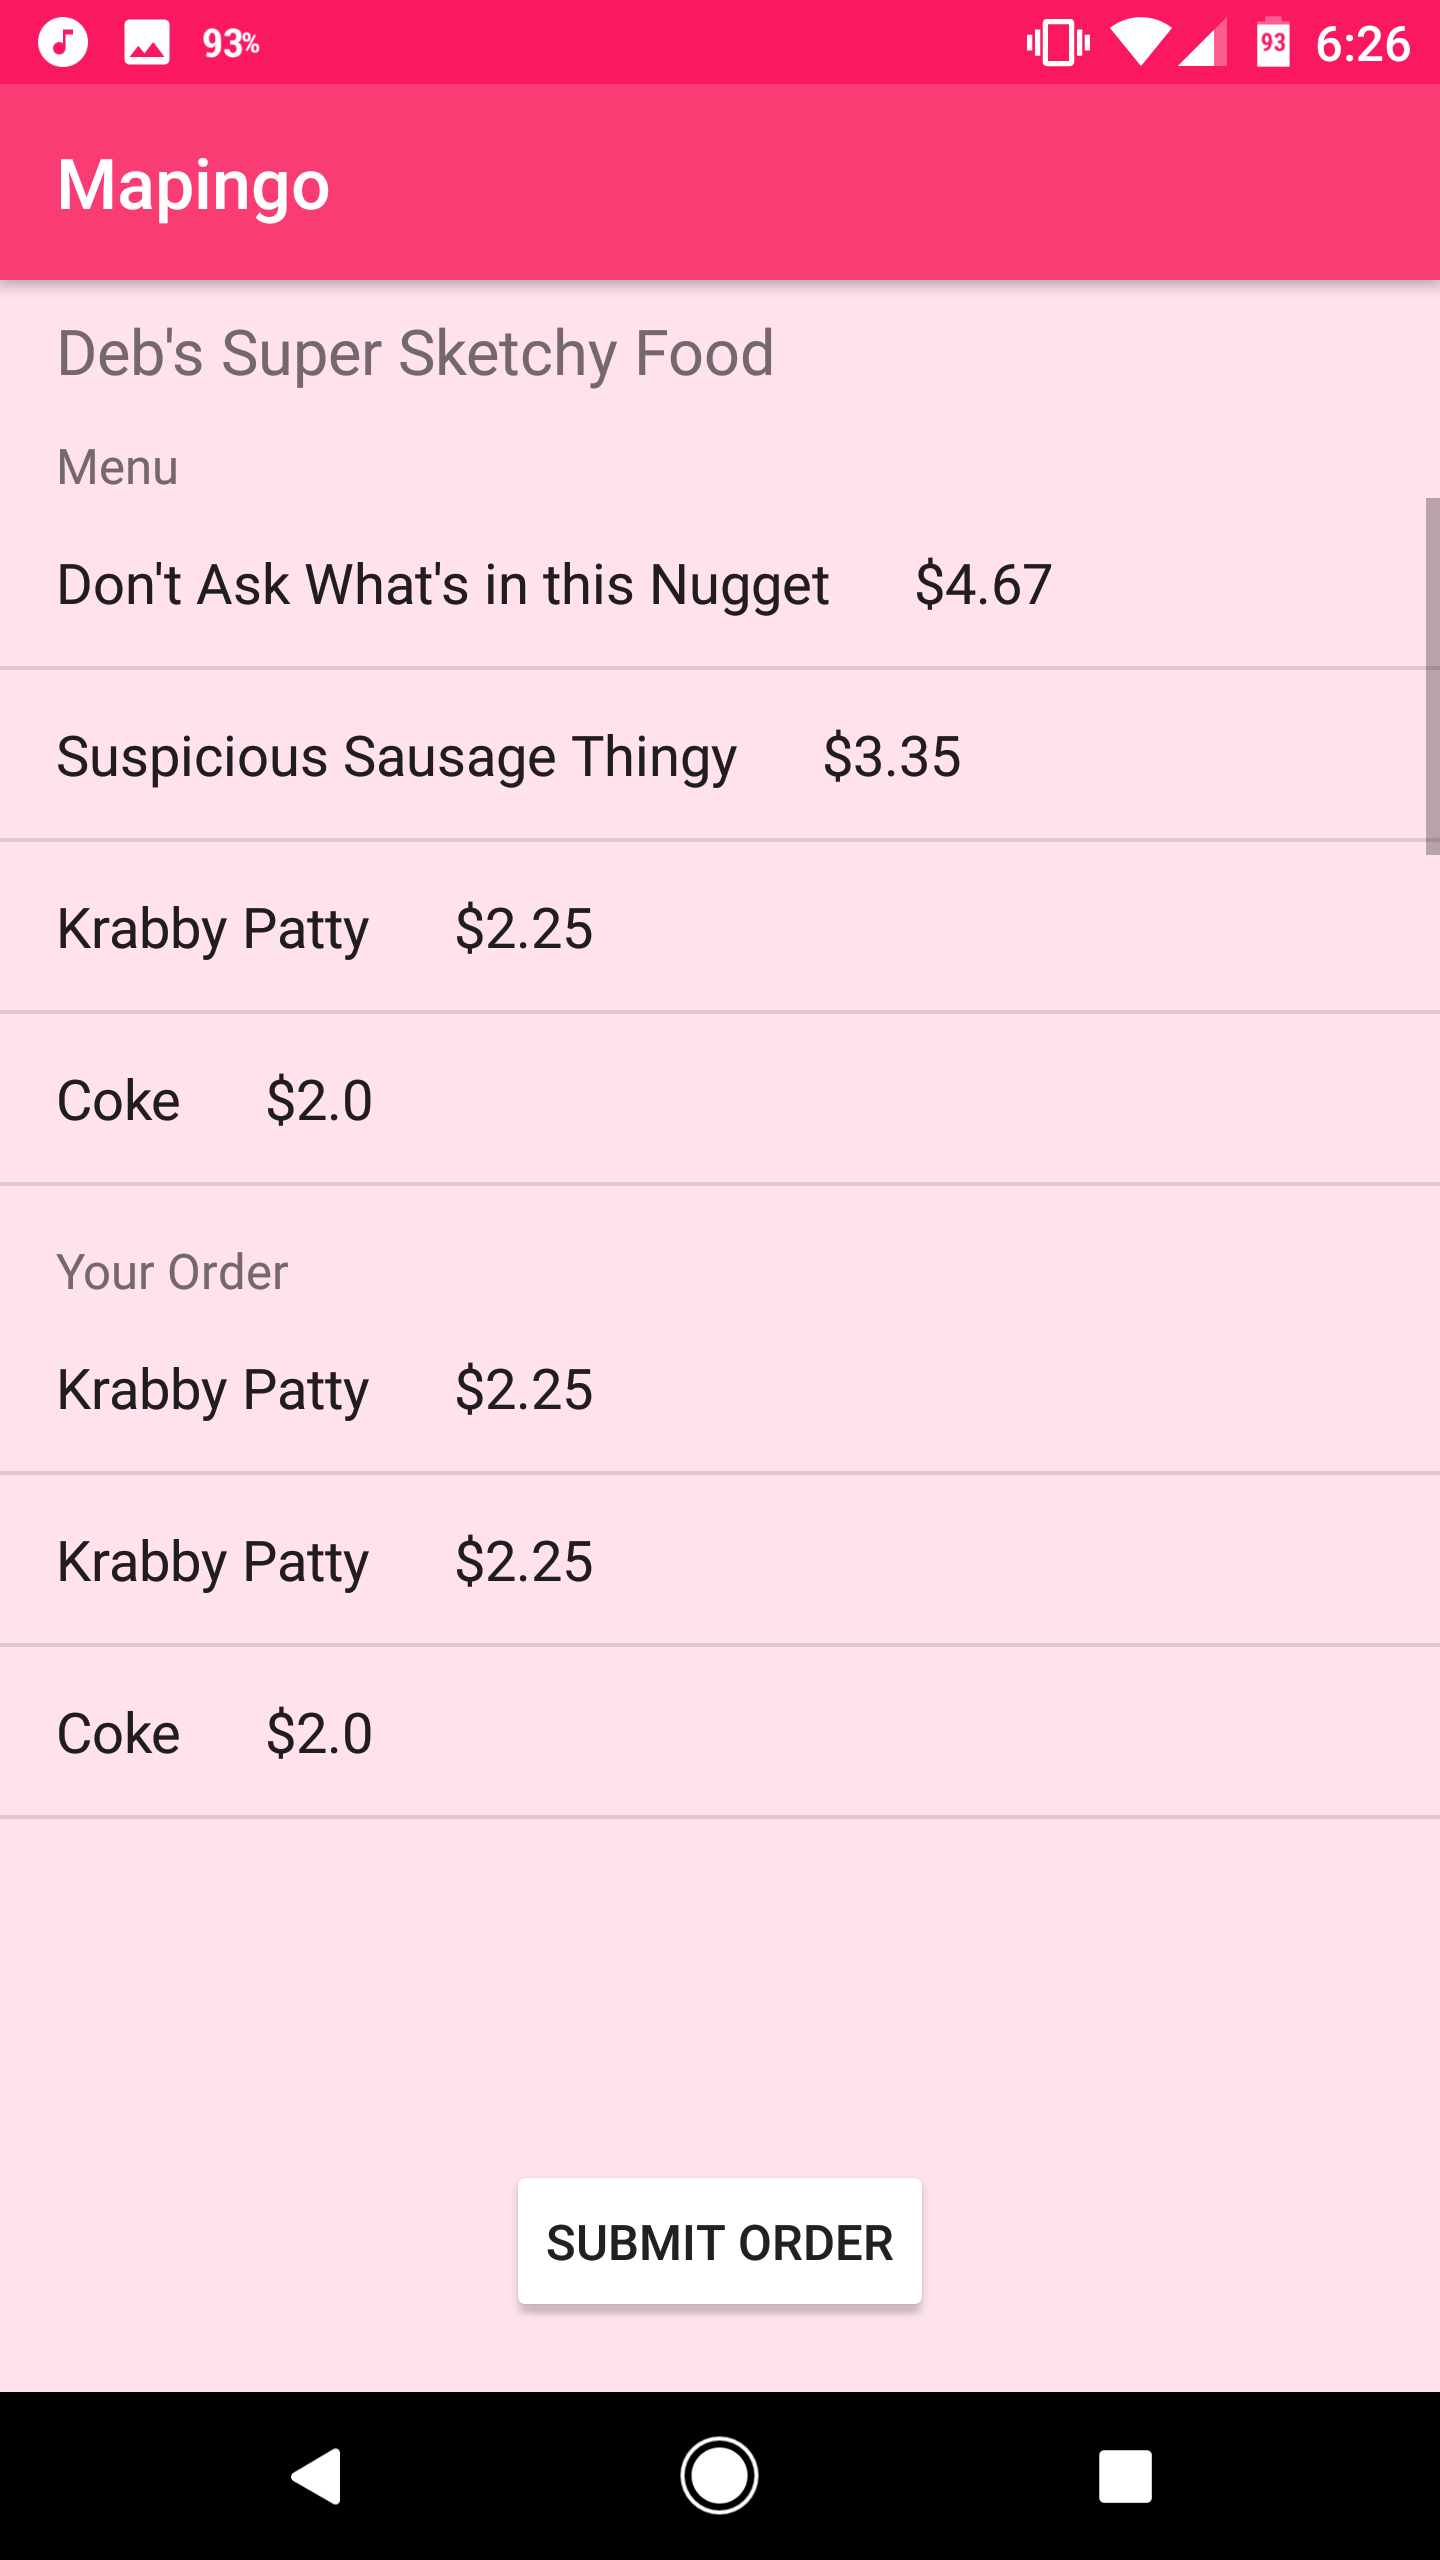 93%
93 6:26
Mapingo
Deb's Super Sketchy Food
Menu
Don't Ask What's in this Nugget $4.67
Suspicious Sausage Thingy $3.35
Krabby Patty $2.25
Coke $2.0
Your Order
Krabby Patty $2.25
Krabby Patty $2.25
Coke $2.0
SUBMIT ORDER